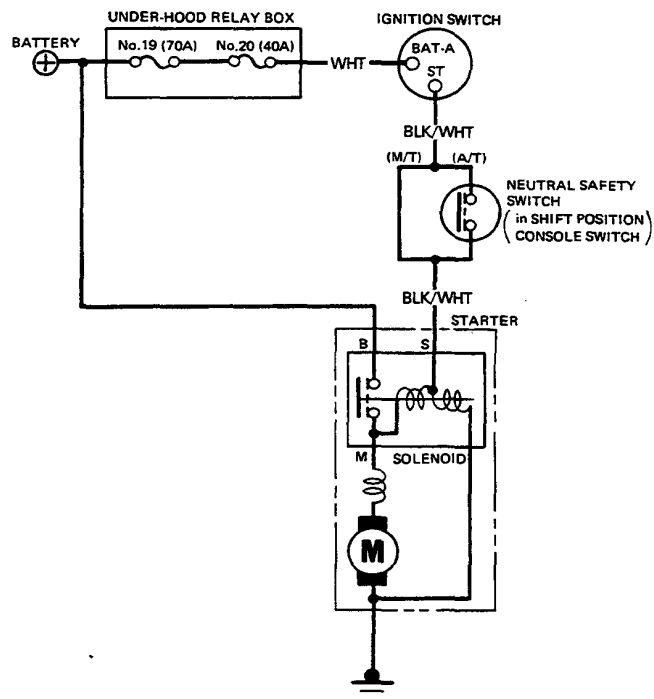 UNDER-HOOD RELAY BOX
IGNITION SWITCH
BATTERY
No.19 (70A)
No.20 (40A)
WHT
BAT-A
ST
BLK/WHT
(M/T)
(A/T)
NEUTRAL SAFETY
SWITCH
(in SHIFT POSITION
CONSOLE SWITCH)
BLK/WHT
STARTER
B
S
M
SOLENOID
M